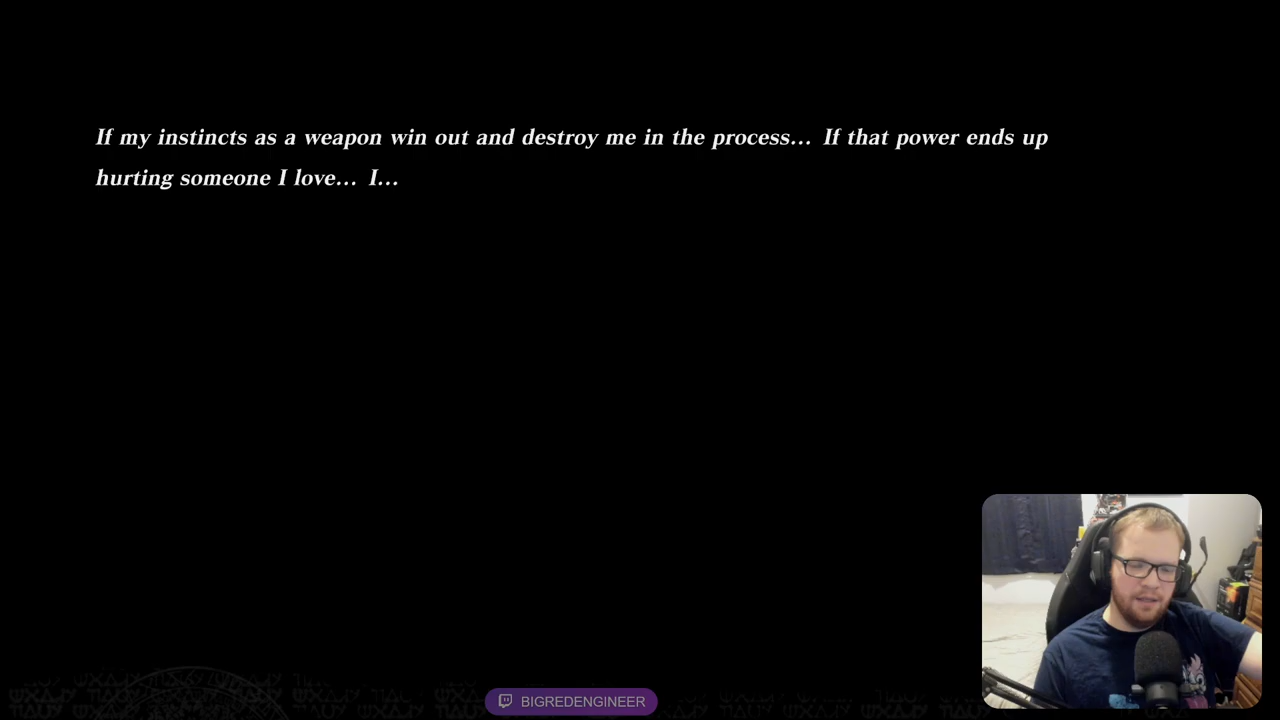 If my instincts as a weapon win out and destroy me in the process... If that power ends up
hurting someone I love... I...
BIGREDENGINEER